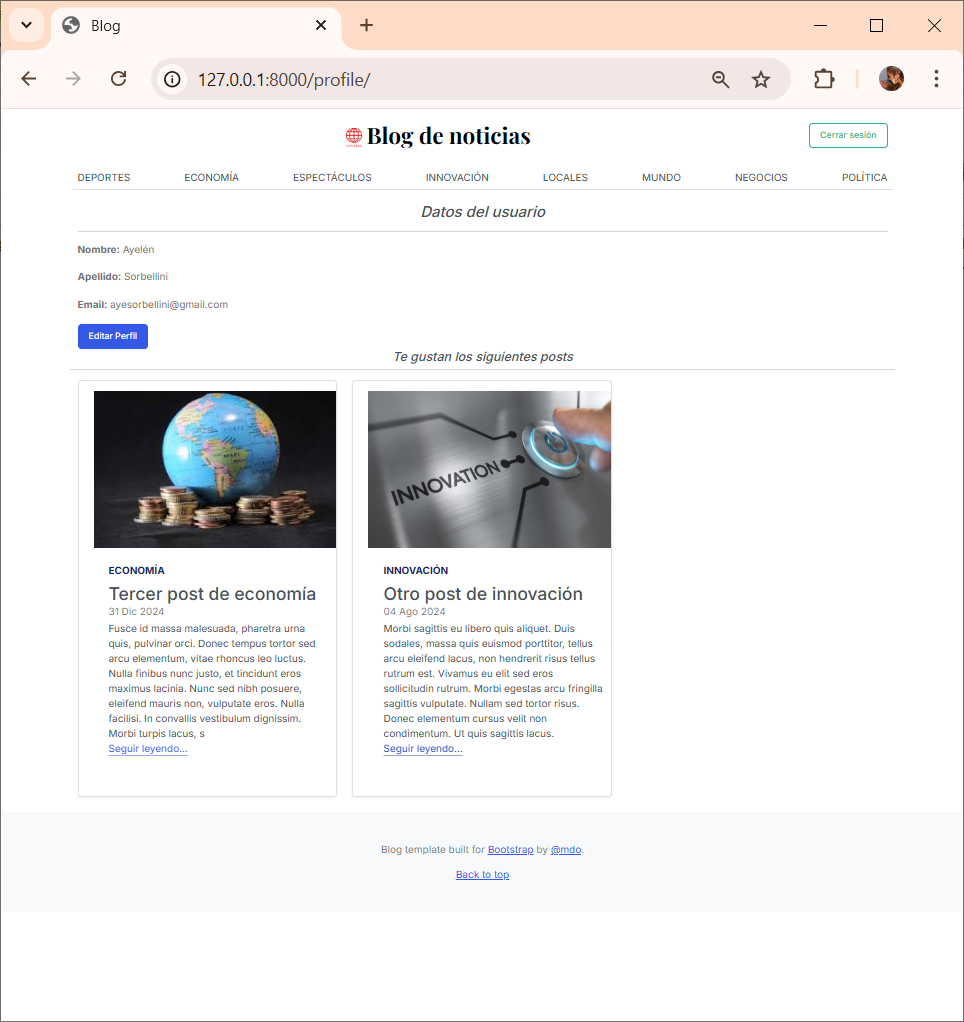 Blog
127.0.0.1:8000/profile/
Blog de noticias
Cerrar sesión
DEPORTES ECONOMÍA ESPECTÁCULOS INNOVACIÓN LOCALES MUNDO NEGOCIOS POLÍTICA
Datos del usuario
Nombre: Ayelén
Apellido: Sorbellini
Email: ayesorbellini@gmail.com
Editar Perfil
Te gustan los siguientes posts
ECONOMÍA
Tercer post de economía
31 Dic 2024
Fusce id massa malesuada, pharetra urna
quis, pulvinar orci. Donec tempus tortor sed
arcu elementum, vitae rhoncus leo luctus.
Nulla finibus nunc justo, et tincidunt eros
maximus lacinia. Nunc sed nibh posuere,
eleifend mauris non, vulputate eros. Nulla
facilisi. In convallis vestibulum dignissim.
Morbi turpis lacus, s
Seguir leyendo...
INNOVATION
INNOVACIÓN
Otro post de innovación
04 Ago 2024
Morbi sagittis eu libero quis aliquet. Duis
sodales, massa quis euismod porttitor, tellus
arcu eleifend lacus, non hendrerit risus tellus
rutrum est. Vivamus eu elit sed eros
sollicitudin rutrum. Morbi egestas arcu fringilla
sagittis vulputate. Nullam sed tortor risus.
Donec elementum cursus velit non
condimentum. Ut quis sagittis lacus.
Seguir leyendo...
Blog template built for Bootstrap by @mdo.
Back to top